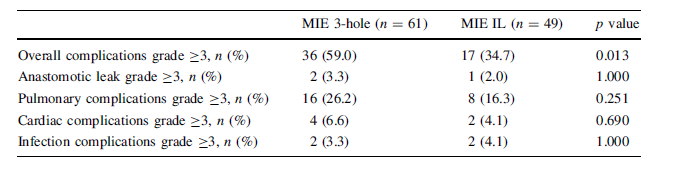 MIE 3-hole (n = 61) MIE IL (n = 49) p value
Overall complications grade ≥3, n (%) 36 (59.0) 17 (34.7) 0.013
Anastomotic leak grade ≥3, n (%) 2 (3.3) 1 (2.0) 1.000
Pulmonary complications grade ≥3, n (%) 16 (26.2) 8 (16.3) 0.251
Cardiac complications grade ≥3, n (%) 4 (6.6) 2 (4.1) 0.690
Infection complications grade ≥3, n (%) 2 (3.3) 2 (4.1) 1.000